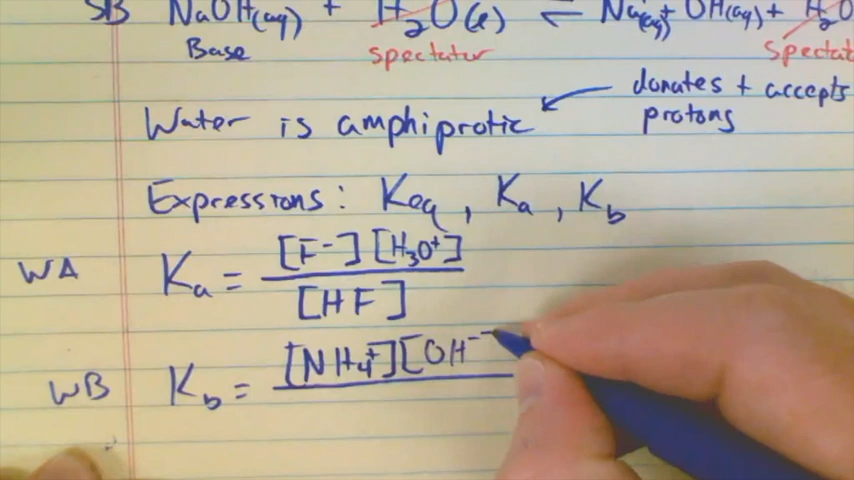 SB NaOH(aq) + H₂O(l) ⇌ Na⁺(aq) + OH(aq) + H₂O
Base spectator Spectat
donates + accepts
Water is amphiprotic protons
Expressions: Keq, Ka, Kb
WA Ka = [F⁻][H₃O⁺]
[HF]
WB Kb = [NH₄⁺][OH⁻